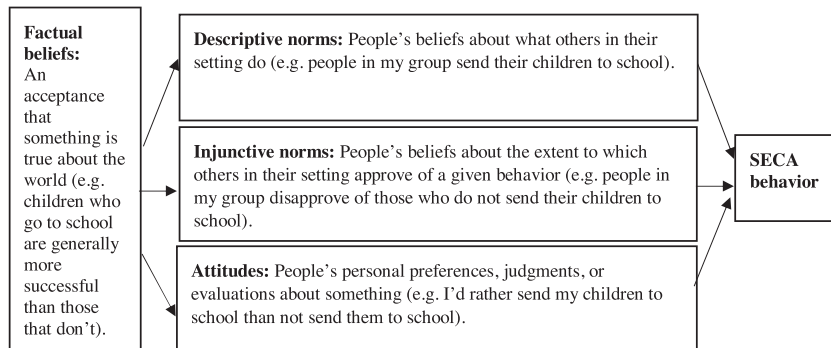 Factual
beliefs:
An
acceptance
that
something is
true about the
world (e.g.
children who
go to school
are generally
more
successful
than those
that don’t).
Descriptive norms: People’s beliefs about what others in their
setting do (e.g. people in my group send their children to school).
Injunctive norms: People’s beliefs about the extent to which
others in their setting approve of a given behavior (e.g. people in
my group disapprove of those who do not send their children to
school).
Attitudes: People’s personal preferences, judgments, or
evaluations about something (e.g. I’d rather send my children to
school than not send them to school).
SECA
behavior